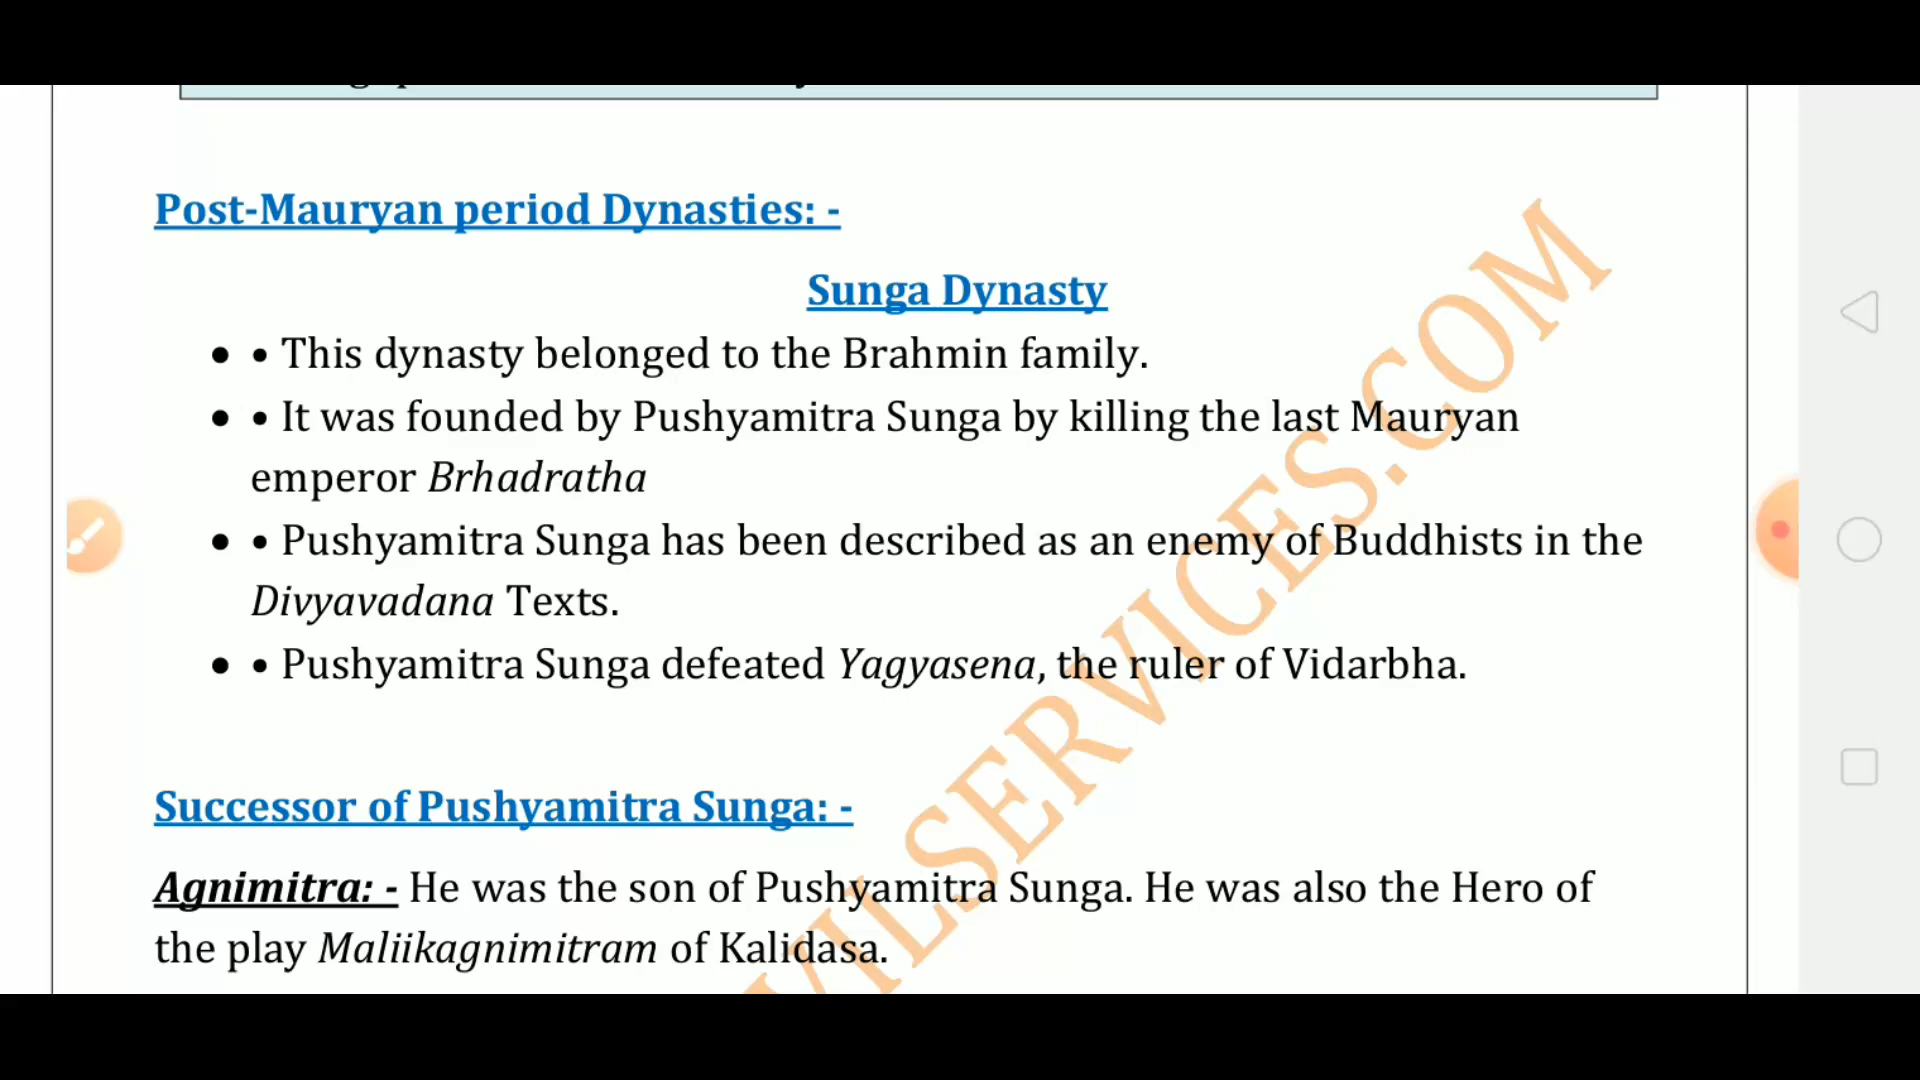 Post-Mauryan period Dynasties: -
Sunga Dynasty
• • This dynasty belonged to the Brahmin family.
• • It was founded by Pushyamitra Sunga by killing the last Mauryan
emperor Brhadratha
• • Pushyamitra Sunga has been described as an enemy of Buddhists in the
Divyavadana Texts.
• • Pushyamitra Sunga defeated Yagyasena, the ruler of Vidarbha.
Successor of Pushyamitra Sunga: -
Agnimitra: - He was the son of Pushyamitra Sunga. He was also the Hero of
the play Maliikagnimitram of Kalidasa.
VILSERVICES.COM